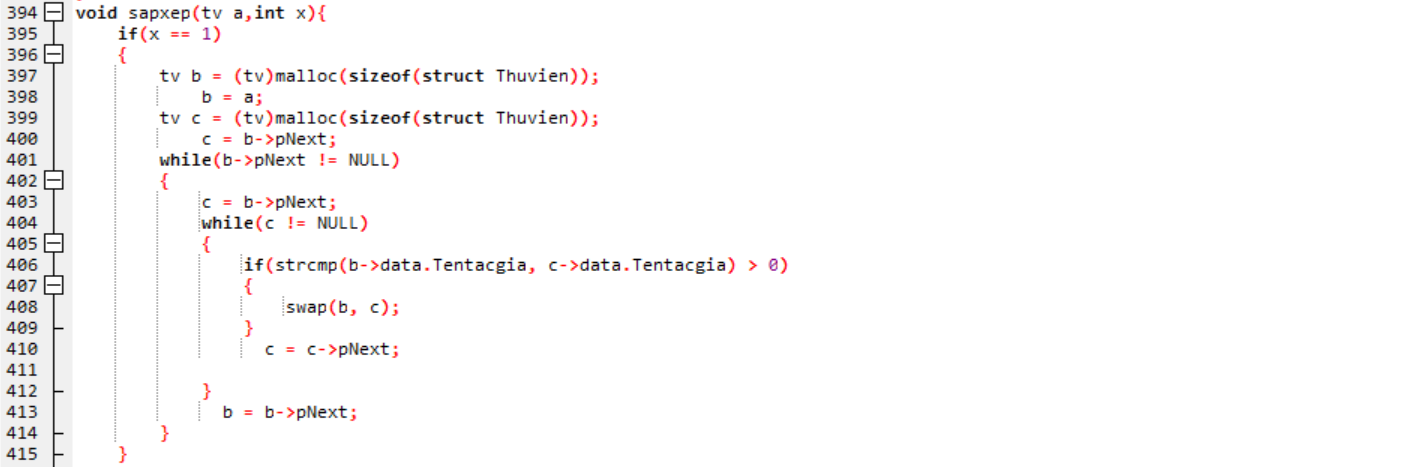 394 void sapxep(tv a,int x){
395     if(x == 1)
396     {
397         tv b = (tv)malloc(sizeof(struct Thuvien));
398             b = a;
399         tv c = (tv)malloc(sizeof(struct Thuvien));
400             c = b->pNext;
401         while(b->pNext != NULL)
402         {
403             c = b->pNext;
404             while(c != NULL)
405             {
406                 if(strcmp(b->data.Tentacgia, c->data.Tentacgia) > 0)
407                 {
408                     swap(b, c);
409                 }
410                   c = c->pNext;
411
412             }
413               b = b->pNext;
414         }
415     }